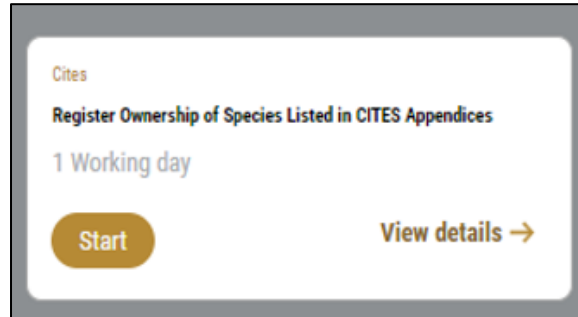 Cites
Register Ownership of Species Listed in CITES Appendices
1 Working day
Start
View details →